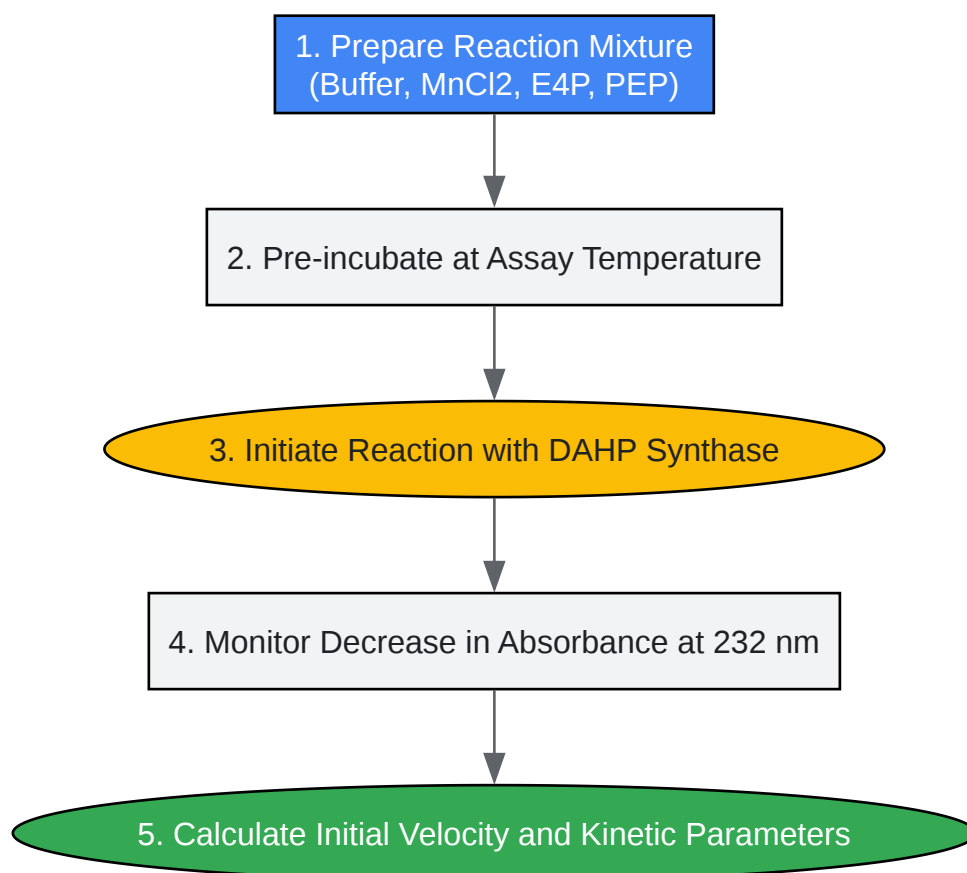 1. Prepare Reaction Mixture
(Buffer, MnCl2, E4P, PEP)
2. Pre-incubate at Assay Temperature
3. Initiate Reaction with DAHP Synthase
4. Monitor Decrease in Absorbance at 232 nm
5. Calculate Initial Velocity and Kinetic Parameters